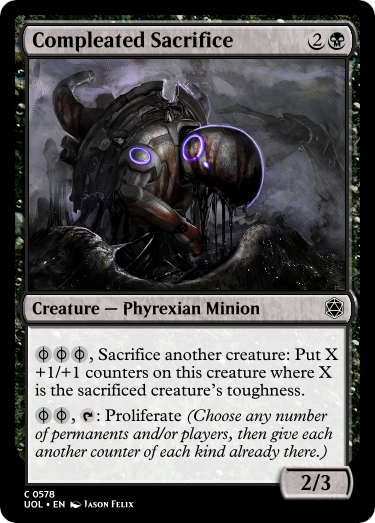 Compleated Sacrifice 2
Creature — Phyrexian Minion
, Sacrifice another creature: Put X
+1/+1 counters on this creature where X
is the sacrificed creature's toughness.
, : Proliferate (Choose any number
of permanents and/or players, then give each
another counter of each kind already there.)
2/3
C 0578
UOL • EN Jason Felix